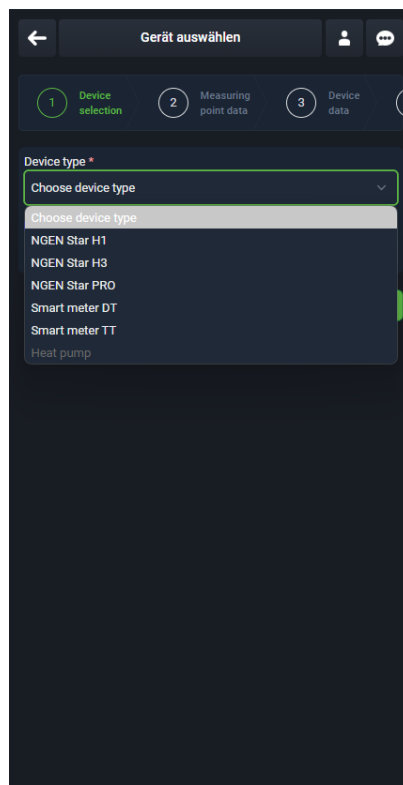 Gerät auswählen
1
Device
selection
2
Measuring
point data
3
Device
data
Device type *
Choose device type
Choose device type
NGEN Star H1
NGEN Star H3
NGEN Star PRO
Smart meter DT
Smart meter TT
Heat pump